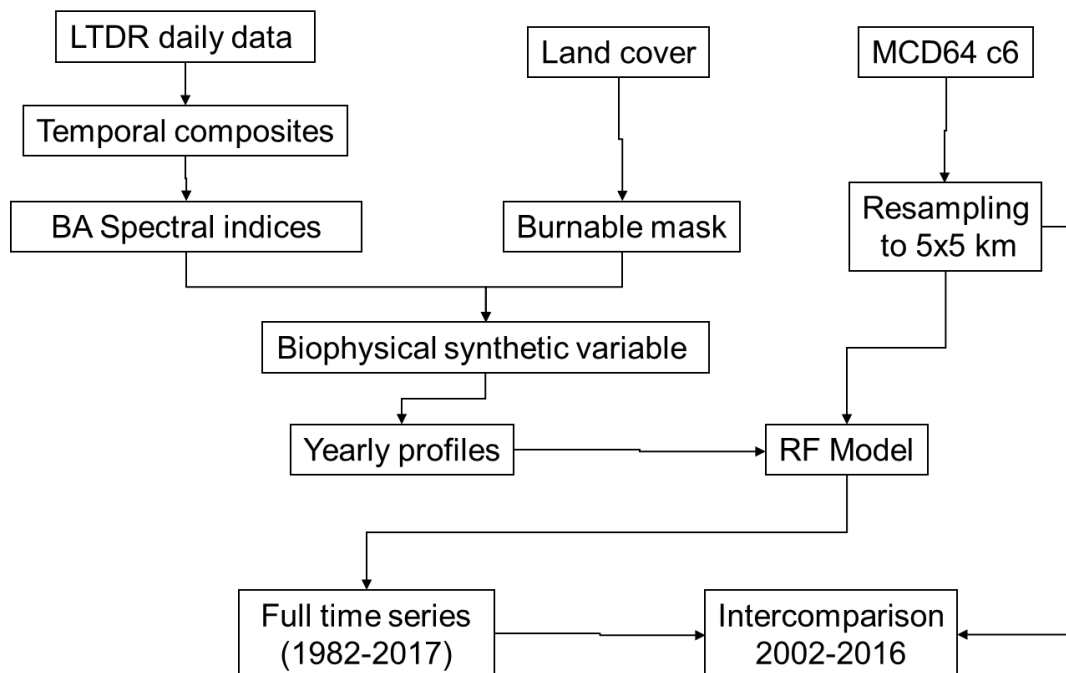 LTDR daily data
Land cover
MCD64 c6
Temporal composites
BA Spectral indices
Burnable mask
Resampling
to 5x5 km
Biophysical synthetic variable
Yearly profiles
RF Model
Full time series
(1982-2017)
Intercomparison
2002-2016